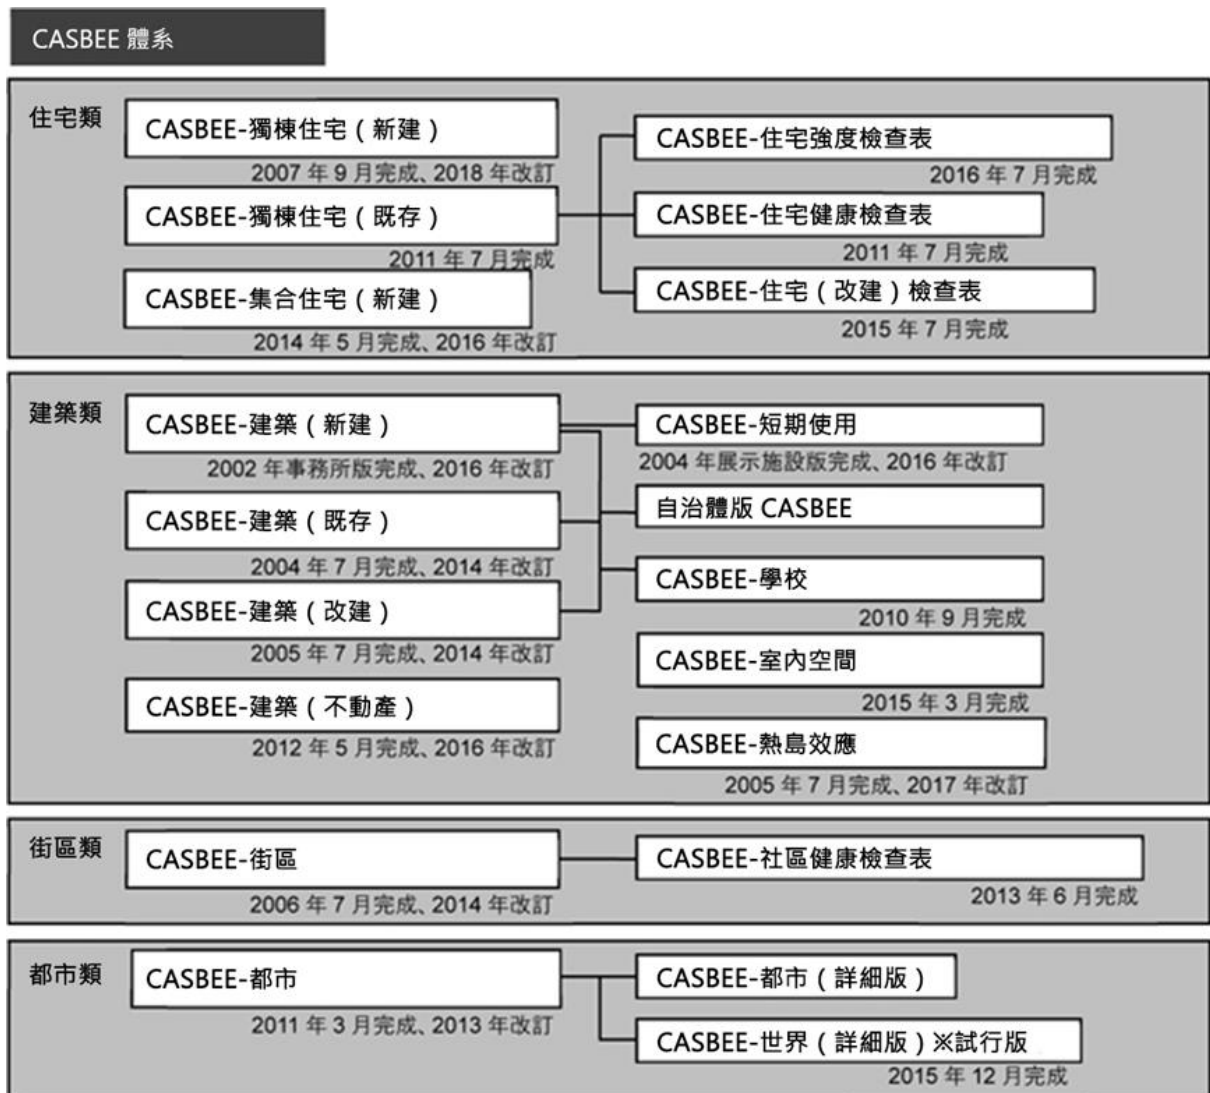 CASBEE 體系
住宅類
CASBEE-獨棟住宅（新建）
2007 年 9 月完成、2018 年改訂
CASBEE-獨棟住宅（既存）
2011 年 7 月完成
CASBEE-集合住宅（新建）
2014 年 5 月完成、2016 年改訂
CASBEE-住宅強度檢查表
2016 年 7 月完成
CASBEE-住宅健康檢查表
2011 年 7 月完成
CASBEE-住宅（改建）檢查表
2015 年 7 月完成
建築類
CASBEE-建築（新建）
2002 年事務所版完成、2016 年改訂
CASBEE-建築（既存）
2004 年 7 月完成、2014 年改訂
CASBEE-建築（改建）
2005 年 7 月完成、2014 年改訂
CASBEE-建築（不動產）
2012 年 5 月完成、2016 年改訂
CASBEE-短期使用
2004 年展示施設版完成、2016 年改訂
自治體版 CASBEE
CASBEE-學校
2010 年 9 月完成
CASBEE-室內空間
2015 年 3 月完成
CASBEE-熱島效應
2005 年 7 月完成、2017 年改訂
街區類
CASBEE-街區
2006 年 7 月完成、2014 年改訂
CASBEE-社區健康檢查表
2013 年 6 月完成
都市類
CASBEE-都市
2011 年 3 月完成、2013 年改訂
CASBEE-都市（詳細版）
CASBEE-世界（詳細版）※試行版
2015 年 12 月完成